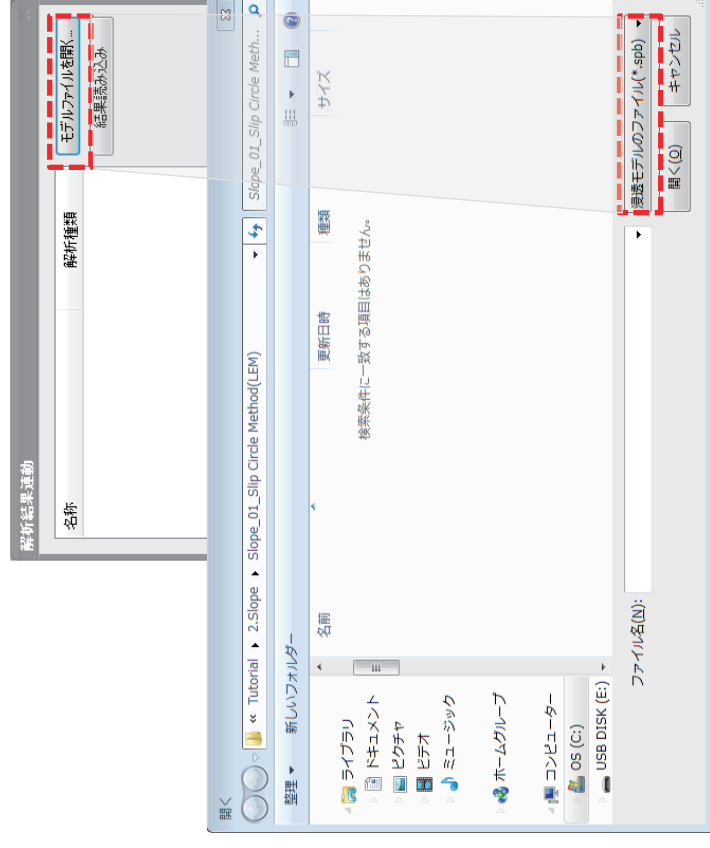 解析結果連動
名称 解析種類
モデルファイルを開く...
結果読み込み
開く
« Tutorial ▸ 2.Slope ▸ Slope_01_Slip Circle Method(LEM)
Slope_01_Slip Circle Meth...
整理 ▼ 新しいフォルダー
名前 更新日時 種類 サイズ
検索条件に一致する項目はありません。
ライブラリ
ドキュメント
ピクチャ
ビデオ
ミュージック
ホームグループ
コンピューター
OS (C:)
USB DISK (E:)
ファイル名(N):
浸透モデルのファイル(*.spb)
開く(O) キャンセル